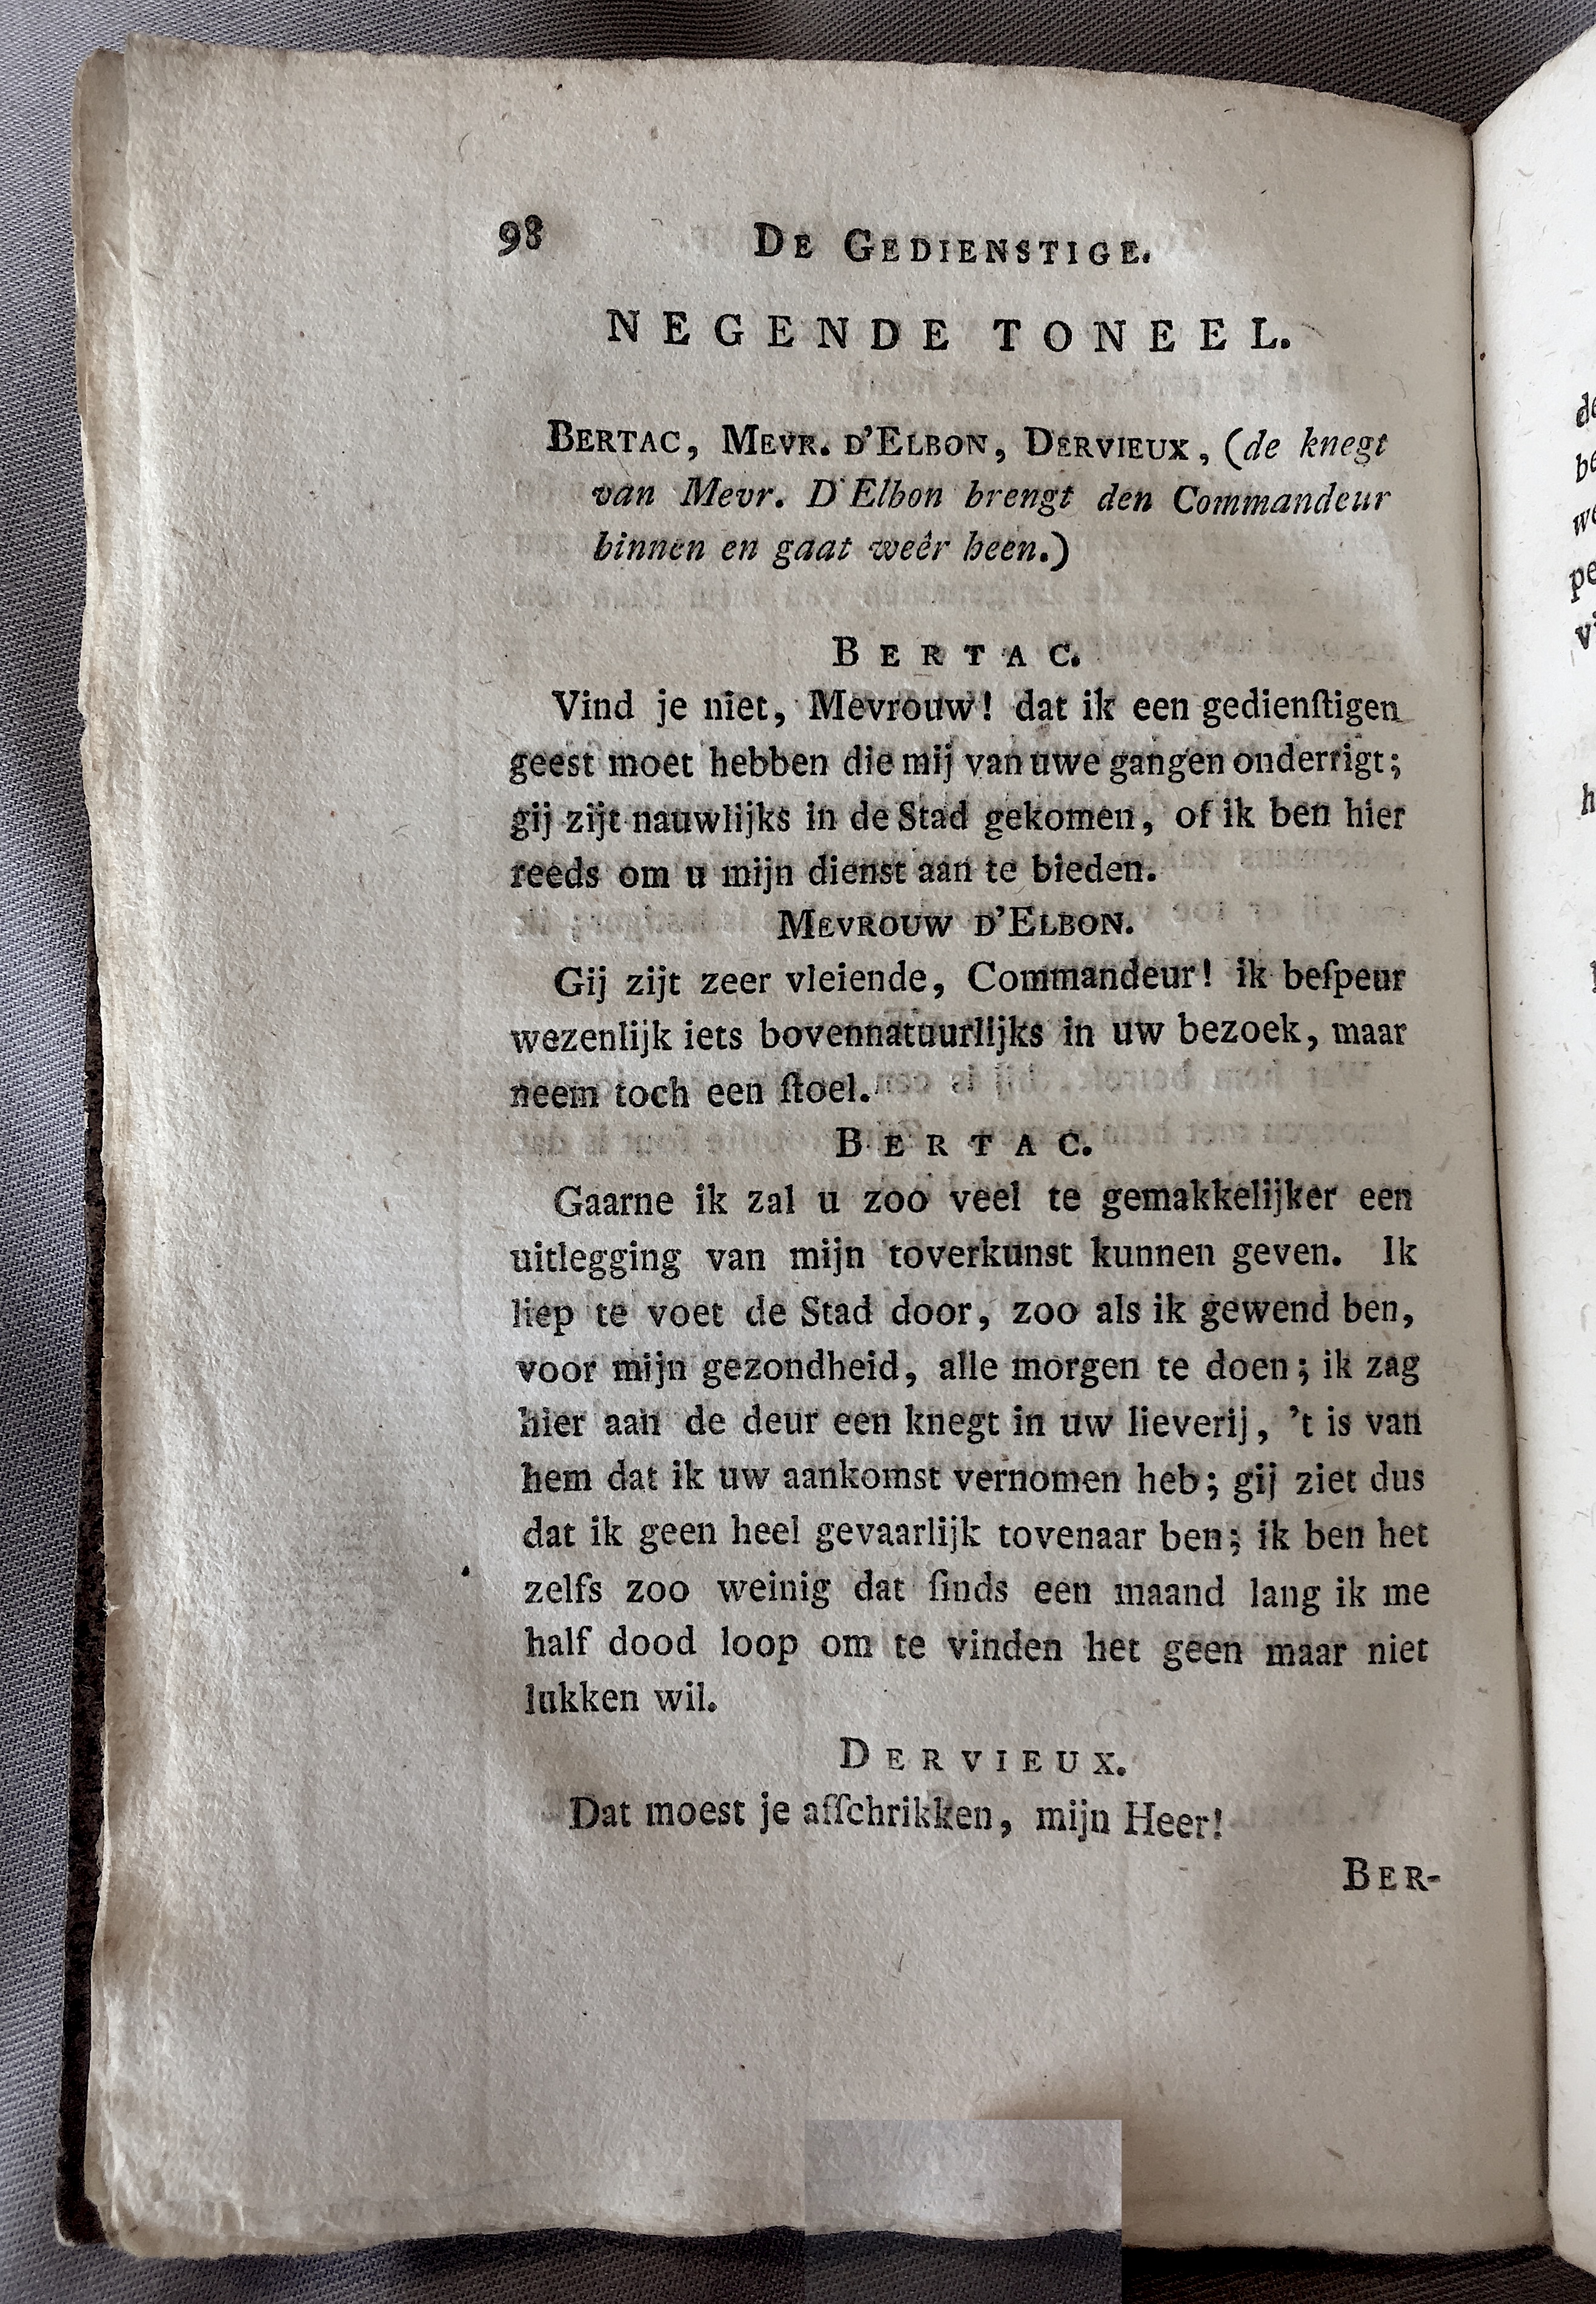 98 DE GEDIENSTIGE.
NEGENDE TONEEL.
BERTAC, MEVR. D'ELBON, DERVIEUX, (de knegt
van Mevr. D'Elbon brengt den Commandeur
binnen en gaat weêr heen.)
BERTAC.
Vind je niet, Mevrouw! dat ik een gedienſtigen
geest moet hebben die mij van uwe gangen onderrigt;
gij zijt nauwlijks in de Stad gekomen, of ik ben hier
reeds om u mijn dienst aan te bieden.
MEVROUW D'ELBON.
Gij zijt zeer vleiende, Commandeur! ik beſpeur
wezenlijk iets bovennatuurlijks in uw bezoek, maar
neem toch een ſtoel.
BERTAC.
Gaarne ik zal u zoo veel te gemakkelijker een
uitlegging van mijn toverkunst kunnen geven. Ik
liep te voet de Stad door, zoo als ik gewend ben,
voor mijn gezondheid, alle morgen te doen; ik zag
hier aan de deur een knegt in uw lieverij, 't is van
hem dat ik uw aankomst vernomen heb; gij ziet dus
dat ik geen heel gevaarlijk tovenaar ben; ik ben het
zelfs zoo weinig dat ſinds een maand lang ik me
half dood loop om te vinden het geen maar niet
lukken wil.
DERVIEUX.
Dat moest je afſchrikken, mijn Heer!
BER-